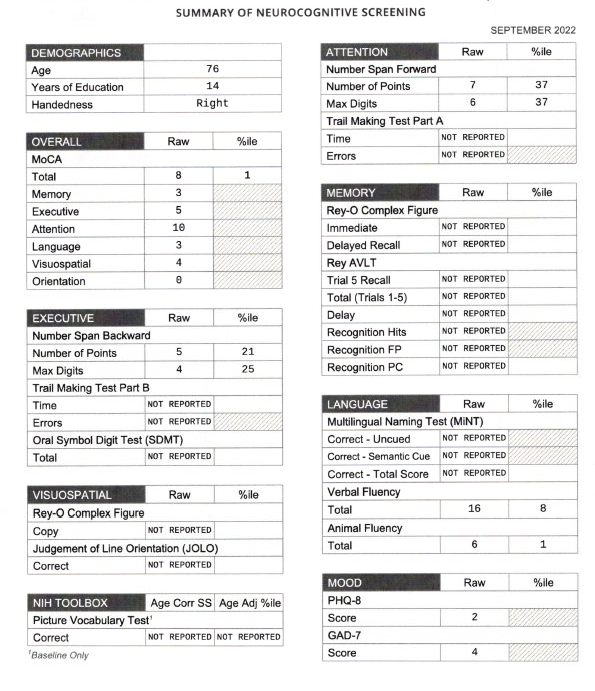 SUMMARY OF NEUROCOGNITIVE SCREENING
SEPTEMBER 2022
DEMOGRAPHICS
Age 76
Years of Education 14
Handedness Right
OVERALL Raw %ile
MoCA
Total 8 1
Memory 3
Executive 5
Attention 10
Language 3
Visuospatial 4
Orientation 0
EXECUTIVE Raw %ile
Number Span Backward
Number of Points 5 21
Max Digits 4 25
Trail Making Test Part B
Time NOT REPORTED
Errors NOT REPORTED
Oral Symbol Digit Test (SDMT)
Total NOT REPORTED
VISUOSPATIAL Raw %ile
Rey-O Complex Figure
Copy NOT REPORTED
Judgement of Line Orientation (JOLO)
Correct NOT REPORTED
NIH TOOLBOX Age Corr SS Age Adj %ile
Picture Vocabulary Test¹
Correct NOT REPORTED NOT REPORTED
¹Baseline Only
ATTENTION Raw %ile
Number Span Forward
Number of Points 7 37
Max Digits 6 37
Trail Making Test Part A
Time NOT REPORTED
Errors NOT REPORTED
MEMORY Raw %ile
Rey-O Complex Figure
Immediate NOT REPORTED
Delayed Recall NOT REPORTED
Rey AVLT
Trial 5 Recall NOT REPORTED
Total (Trials 1-5) NOT REPORTED
Delay NOT REPORTED
Recognition Hits NOT REPORTED
Recognition FP NOT REPORTED
Recognition PC NOT REPORTED
LANGUAGE Raw %ile
Multilingual Naming Test (MiNT)
Correct - Uncued NOT REPORTED
Correct - Semantic Cue NOT REPORTED
Correct - Total Score NOT REPORTED
Verbal Fluency
Total 16 8
Animal Fluency
Total 6 1
MOOD Raw %ile
PHQ-8
Score 2
GAD-7
Score 4